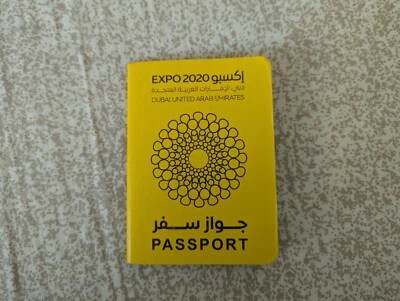 EXPO 2020 إكسبو
دبي، الإمارات العربية المتحدة
DUBAI, UNITED ARAB EMIRATES
جواز سفر
PASSPORT